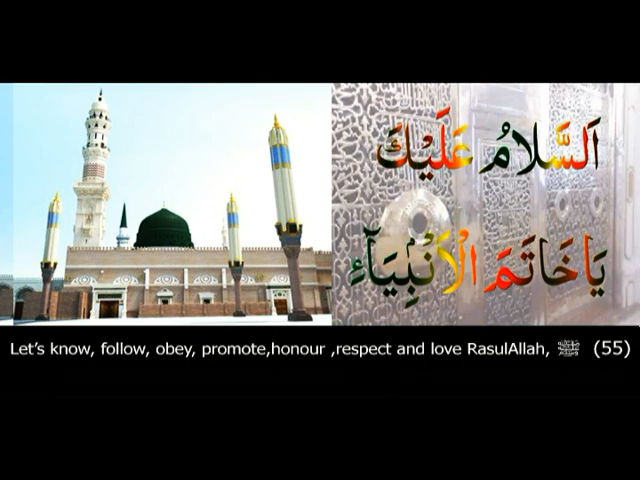 اَلسَّلَامُ عَلَيْكَ
يَا خَاتَمَ الْاَنْبِيَآءِ
Let’s know, follow, obey, promote,honour ,respect and love RasulAllah, ﷺ (55)